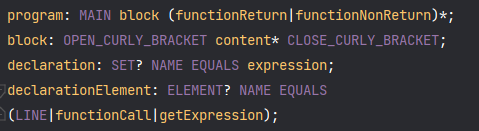 program: MAIN block (functionReturn|functionNonReturn)*;
block: OPEN_CURLY_BRACKET content* CLOSE_CURLY_BRACKET;
declaration: SET? NAME EQUALS expression;
declarationElement: ELEMENT? NAME EQUALS
(LINE|functionCall|getExpression);